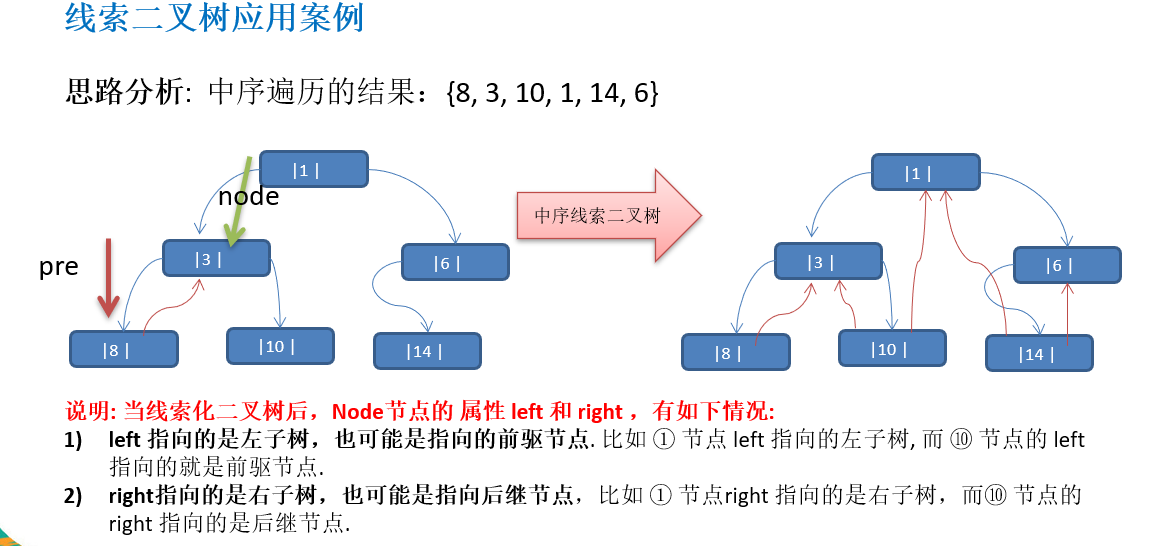 线索二叉树应用案例
思路分析: 中序遍历的结果：{8, 3, 10, 1, 14, 6}
|1 |
node
|3 |
|6 |
pre
|8 |
|10 |
|14 |
中序线索二叉树
|1 |
|3 |
|6 |
|8 |
|10 |
|14 |
说明: 当线索化二叉树后，Node节点的 属性 left 和 right ，有如下情况:
1) left 指向的是左子树，也可能是指向的前驱节点. 比如 ① 节点 left 指向的左子树, 而 ⑩ 节点的 left
指向的就是前驱节点.
2) right指向的是右子树，也可能是指向后继节点，比如 ① 节点right 指向的是右子树，而⑩ 节点的
right 指向的是后继节点.